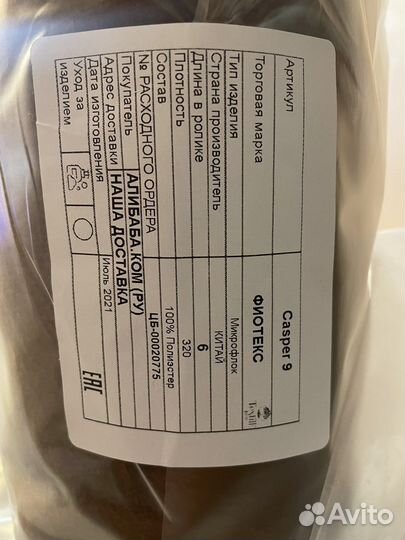 Артикул Casper 9
Торговая марка ФИОТЕКС
Textil
Тип изделия Микрофлок
Страна производитель КИТАЙ
Длина в ролике 6
Плотность 320
Состав 100% Полиэстер
№ РАСХОДНОГО ОРДЕРА ЦБ-00020775
Покупатель АЛИБАБА.КОМ (РУ)
Адрес доставки НАША ДОСТАВКА
Дата изготовления Июль 2021
Уход за
изделием
EAC
Avito